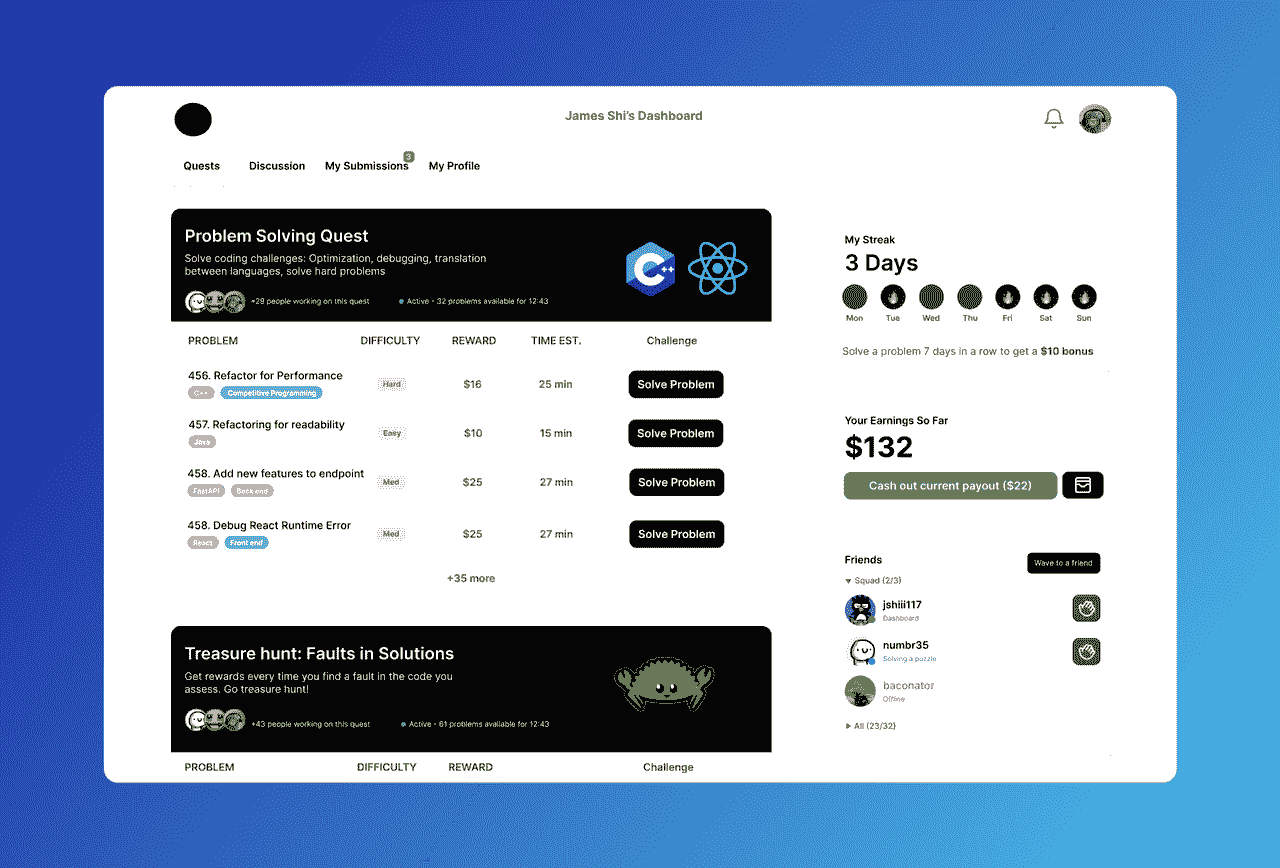 James Shi's Dashboard
Quests Discussion My Submissions 3 My Profile
Problem Solving Quest
Solve coding challenges: Optimization, debugging, translation
between languages, solve hard problems
+29 people working on this quest Active • 32 problems available for 12:43
C++
PROBLEM DIFFICULTY REWARD TIME EST. Challenge
456. Refactor for Performance Hard $16 25 min Solve Problem
C++ Competitive Programming
457. Refactoring for readability Easy $10 15 min Solve Problem
Java
458. Add new features to endpoint Med $25 27 min Solve Problem
FastAPI Back end
458. Debug React Runtime Error Med $25 27 min Solve Problem
React Front end
+35 more
Treasure hunt: Faults in Solutions
Get rewards every time you find a fault in the code you
assess. Go treasure hunt!
+43 people working on this quest Active • 61 problems available for 12:43
PROBLEM DIFFICULTY REWARD Challenge
My Streak
3 Days
Mon Tue Wed Thu Fri Sat Sun
Solve a problem 7 days in a row to get a $10 bonus
Your Earnings So Far
$132
Cash out current payout ($22)
Friends
Wave to a friend
Squad (2/3)
jshiii117
Dashboard
numbr35
Solving a puzzle
baconator
Offline
All (23/32)